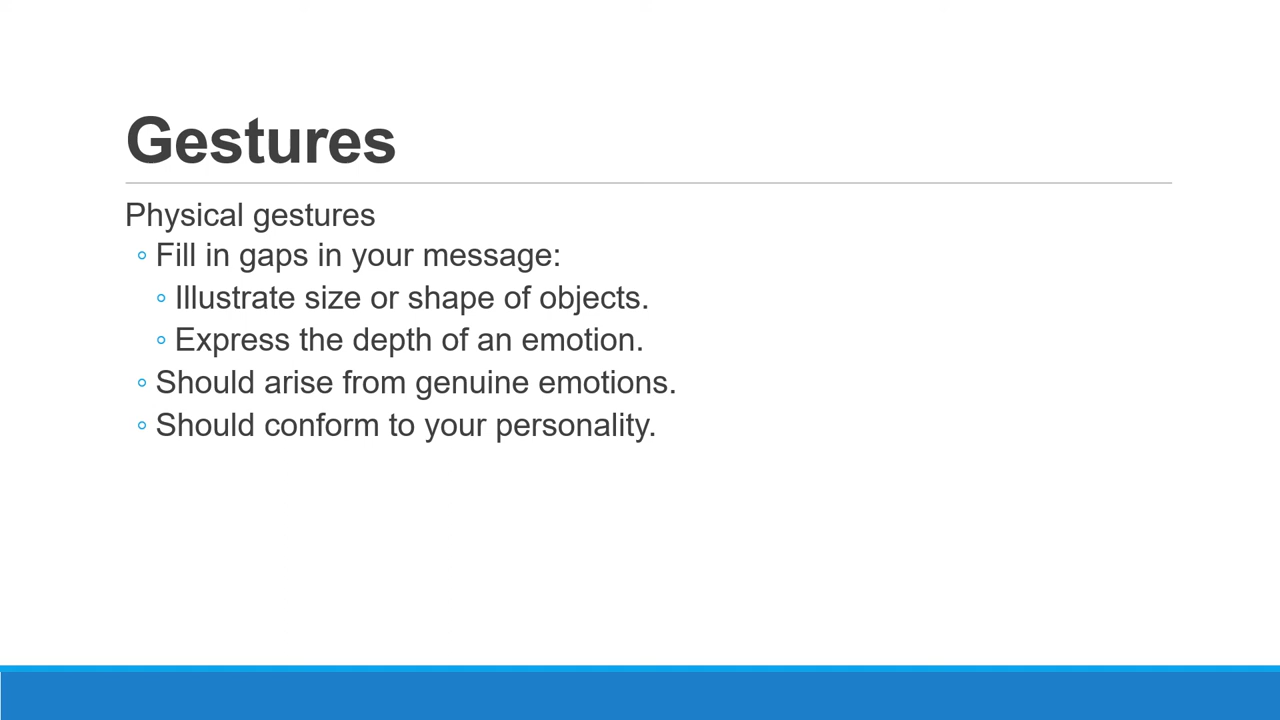 Gestures
Physical gestures
◦ Fill in gaps in your message:
◦ Illustrate size or shape of objects.
◦ Express the depth of an emotion.
◦ Should arise from genuine emotions.
◦ Should conform to your personality.